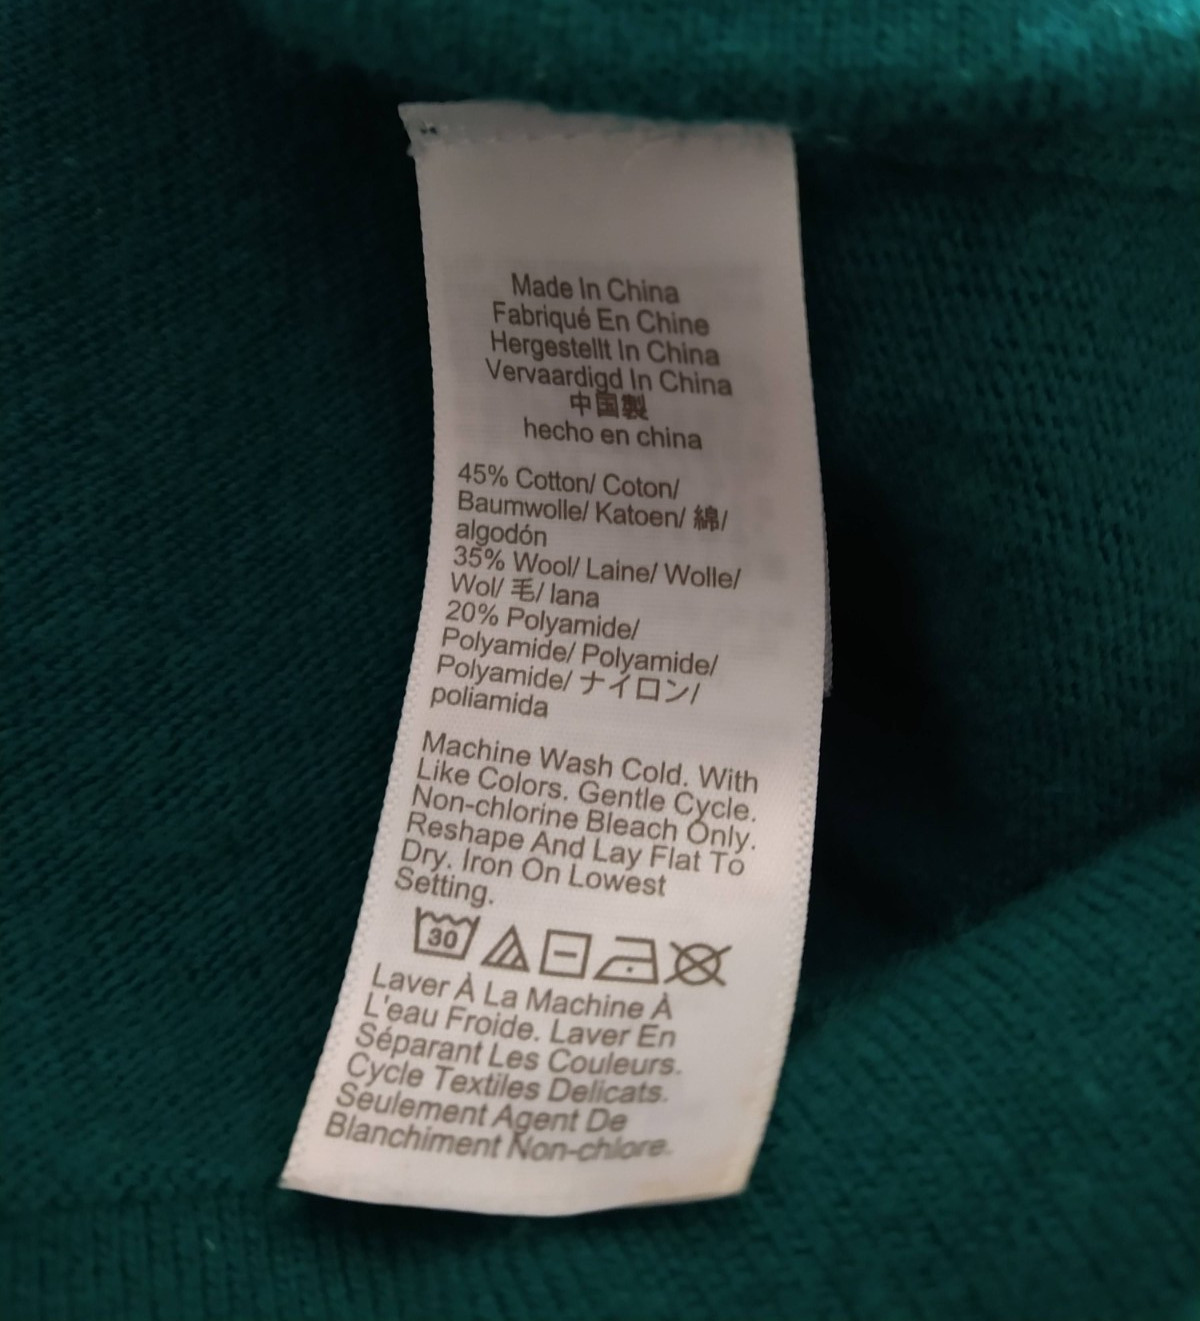 Made In China
Fabriqué En Chine
Hergestellt In China
Vervaardigd In China
中国製
hecho en china
45% Cotton/ Coton/
Baumwolle/ Katoen/ 綿/
algodón
35% Wool/ Laine/ Wolle/
Wol/ 毛/ lana
20% Polyamide/
Polyamide/ Polyamide/
Polyamide/ ナイロン/
poliamida
Machine Wash Cold. With
Like Colors. Gentle Cycle.
Non-chlorine Bleach Only.
Reshape And Lay Flat To
Dry. Iron On Lowest
Setting.
30
Laver À La Machine À
L'eau Froide. Laver En
Séparant Les Couleurs.
Cycle Textiles Delicats.
Seulement Agent De
Blanchiment Non-chlore.